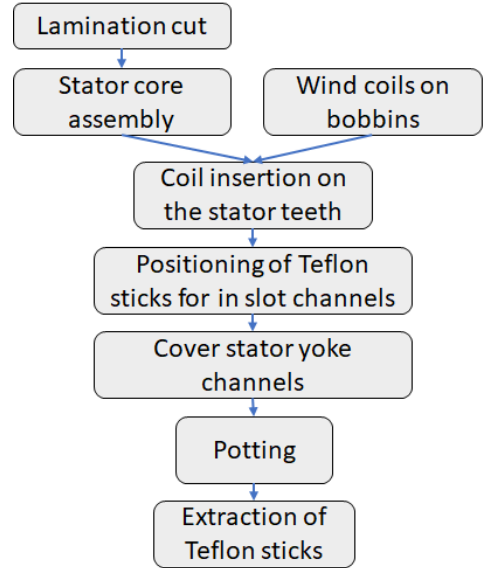 Lamination cut
Stator core
assembly
Wind coils on
bobbins
Coil insertion on
the stator teeth
Positioning of Teflon
sticks for in slot channels
Cover stator yoke
channels
Potting
Extraction of
Teflon sticks